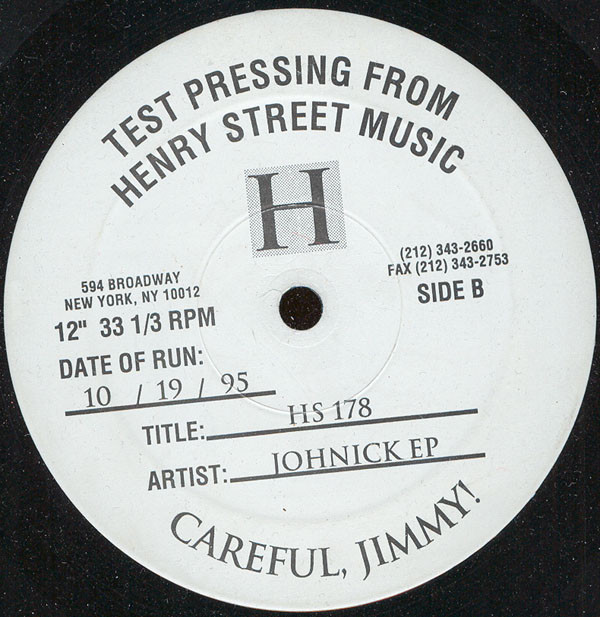 TEST PRESSING FROM
HENRY STREET MUSIC
H
594 BROADWAY
NEW YORK, NY 10012
12" 33 1/3 RPM
(212) 343-2660
FAX (212) 343-2753
SIDE B
DATE OF RUN:
10 / 19 / 95
TITLE: HS 178
ARTIST: JOHNICK EP
CAREFUL, JIMMY!